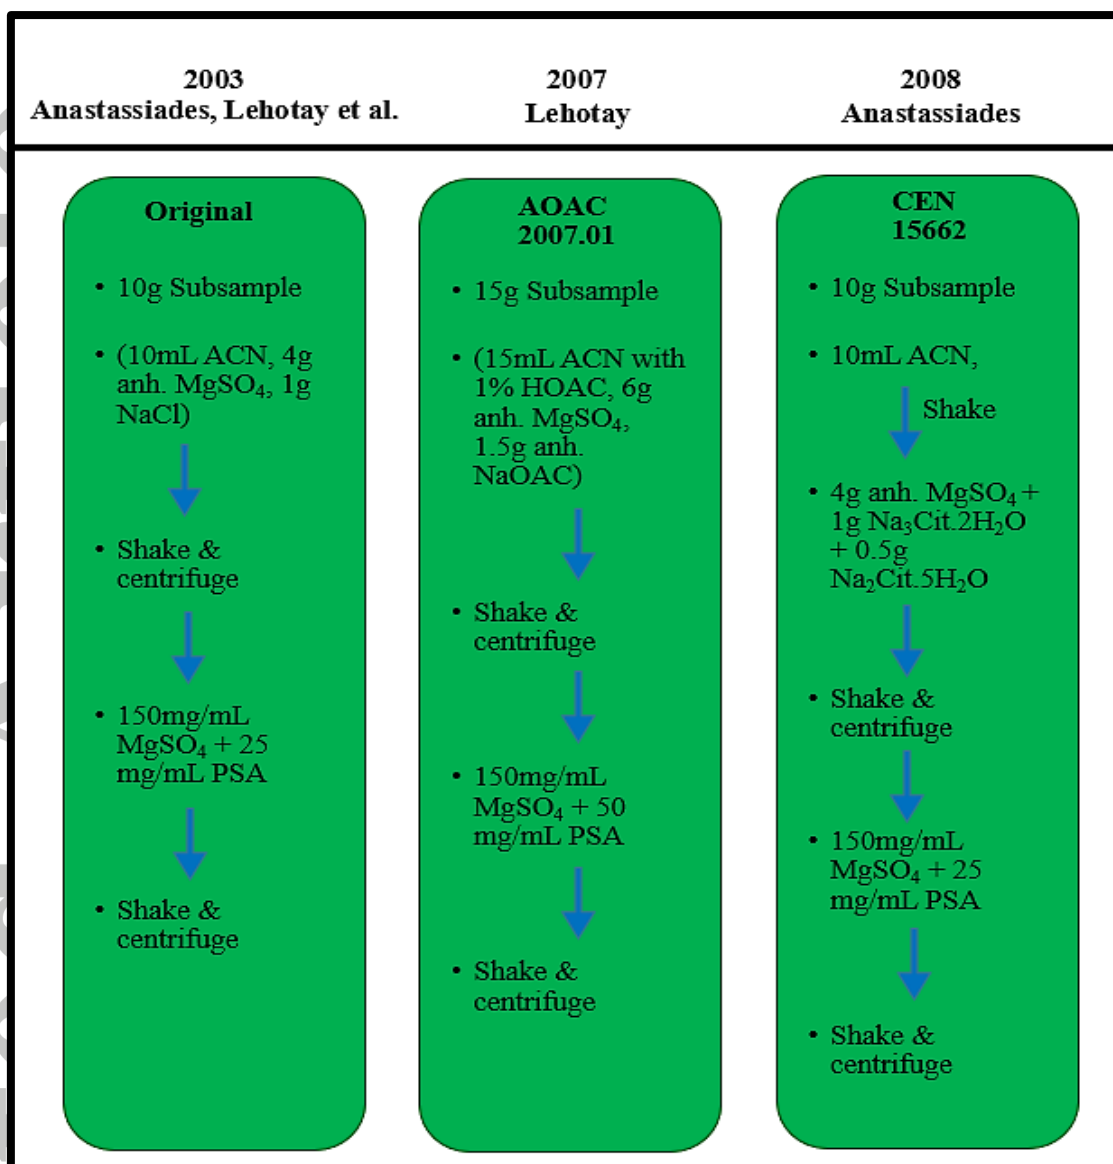 2003
Anastassiades, Lehotay et al.
2007
Lehotay
2008
Anastassiades
Original
• 10g Subsample
• (10mL ACN, 4g
anh. MgSO₄, 1g
NaCl)
• Shake &
centrifuge
• 150mg/mL
MgSO₄ + 25
mg/mL PSA
• Shake &
centrifuge
AOAC
2007.01
• 15g Subsample
• (15mL ACN with
1% HOAC, 6g
anh. MgSO₄,
1.5g anh.
NaOAC)
• Shake &
centrifuge
• 150mg/mL
MgSO₄ + 50
mg/mL PSA
• Shake &
centrifuge
CEN
15662
• 10g Subsample
• 10mL ACN,
Shake
• 4g anh. MgSO₄ +
1g Na₃Cit.2H₂O
+ 0.5g
Na₂Cit.5H₂O
• Shake &
centrifuge
• 150mg/mL
MgSO₄ + 25
mg/mL PSA
• Shake &
centrifuge